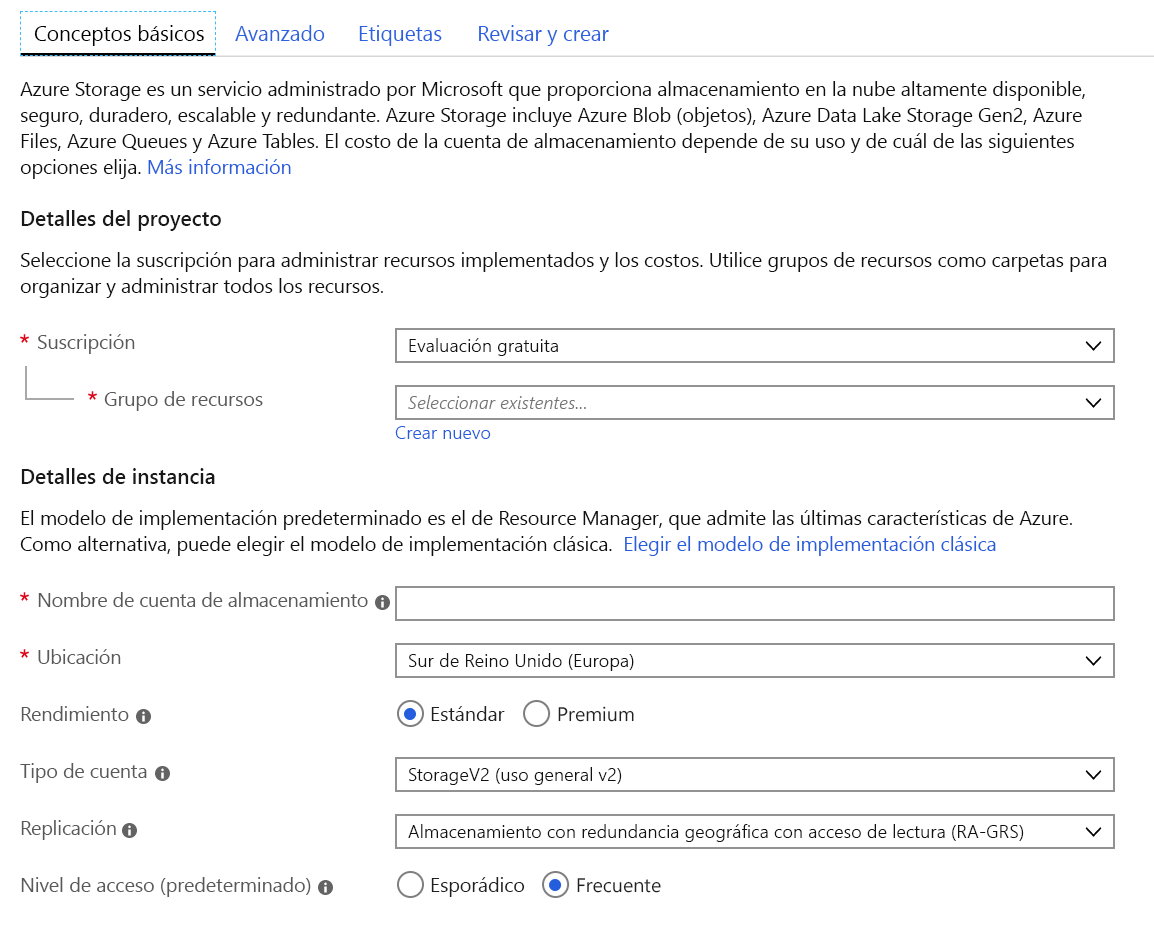 Conceptos básicos Avanzado Etiquetas Revisar y crear
Azure Storage es un servicio administrado por Microsoft que proporciona almacenamiento en la nube altamente disponible,
seguro, duradero, escalable y redundante. Azure Storage incluye Azure Blob (objetos), Azure Data Lake Storage Gen2, Azure
Files, Azure Queues y Azure Tables. El costo de la cuenta de almacenamiento depende de su uso y de cuál de las siguientes
opciones elija. Más información
Detalles del proyecto
Seleccione la suscripción para administrar recursos implementados y los costos. Utilice grupos de recursos como carpetas para
organizar y administrar todos los recursos.
* Suscripción Evaluación gratuita
* Grupo de recursos Seleccionar existentes...
Crear nuevo
Detalles de instancia
El modelo de implementación predeterminado es el de Resource Manager, que admite las últimas características de Azure.
Como alternativa, puede elegir el modelo de implementación clásica. Elegir el modelo de implementación clásica
* Nombre de cuenta de almacenamiento
* Ubicación Sur de Reino Unido (Europa)
Rendimiento Estándar Premium
Tipo de cuenta StorageV2 (uso general v2)
Replicación Almacenamiento con redundancia geográfica con acceso de lectura (RA-GRS)
Nivel de acceso (predeterminado) Esporádico Frecuente